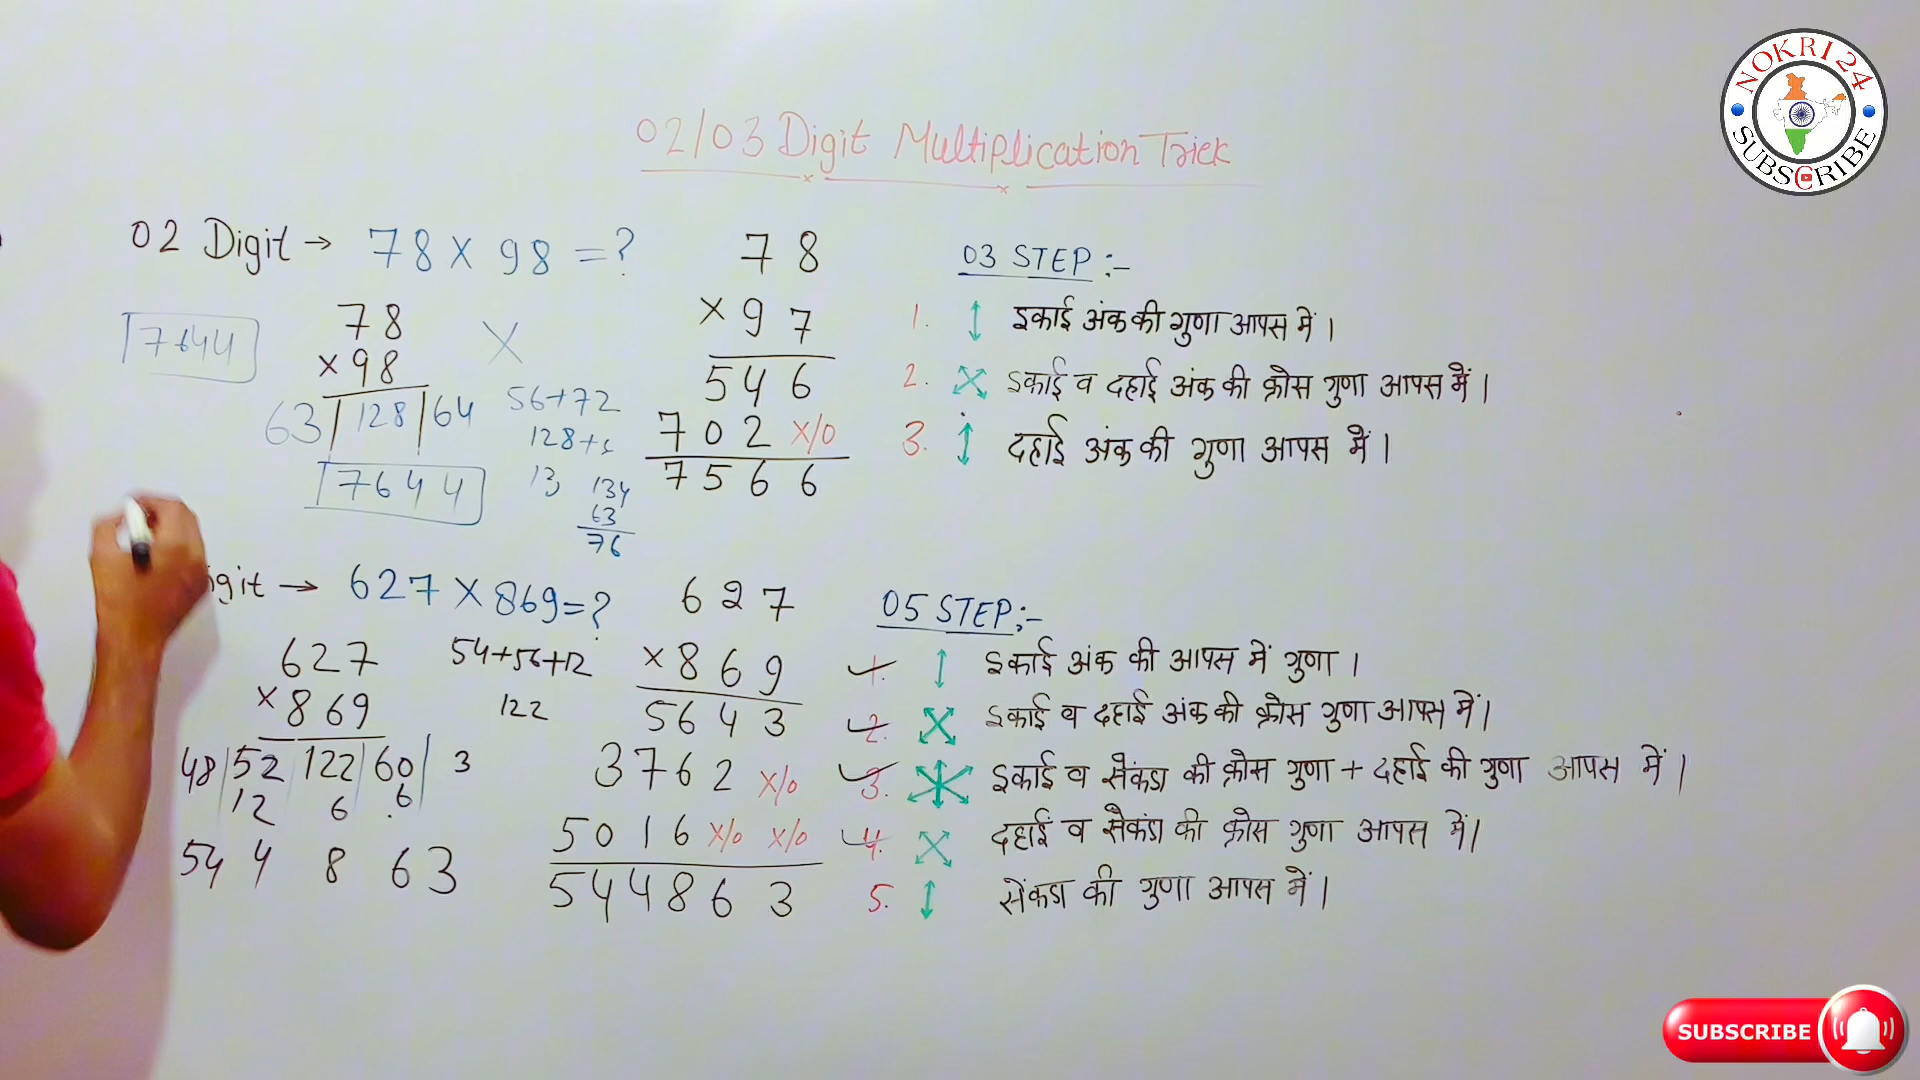 02/03 Digit Multiplication Trick
NOKRI 24
SUBSCRIBE
02 Digit → 78 × 98 = ?
7644
78
×98
63 | 128 | 64
7644
56+72
128+6
13
134
63
76
78
×97
546
702 x/0
7566
03 STEP :-
1. ↕ इकाई अंक की गुणा आपस में।
2. इकाई व दहाई अंक की क्रोस गुणा आपस में।
3. ↕ दहाई अंक की गुणा आपस में।
igit → 627 × 869 = ?
627
×869
48 | 52 | 122 | 60 | 3
12 6 6
54 4 8 6 3
54+56+12
122
627
×869
5643
3762 x/0
5016 x/0 x/0
544863
05 STEP :-
1. ↕ इकाई अंक की आपस में गुणा।
2. इकाई व दहाई अंक की क्रोस गुणा आपस में।
3. इकाई व सैंकडा की क्रोस गुणा + दहाई की गुणा आपस में।
4. दहाई व सैकंडा की क्रोस गुणा आपस में।
5. ↕ सेंकडा की गुणा आपस में।
SUBSCRIBE